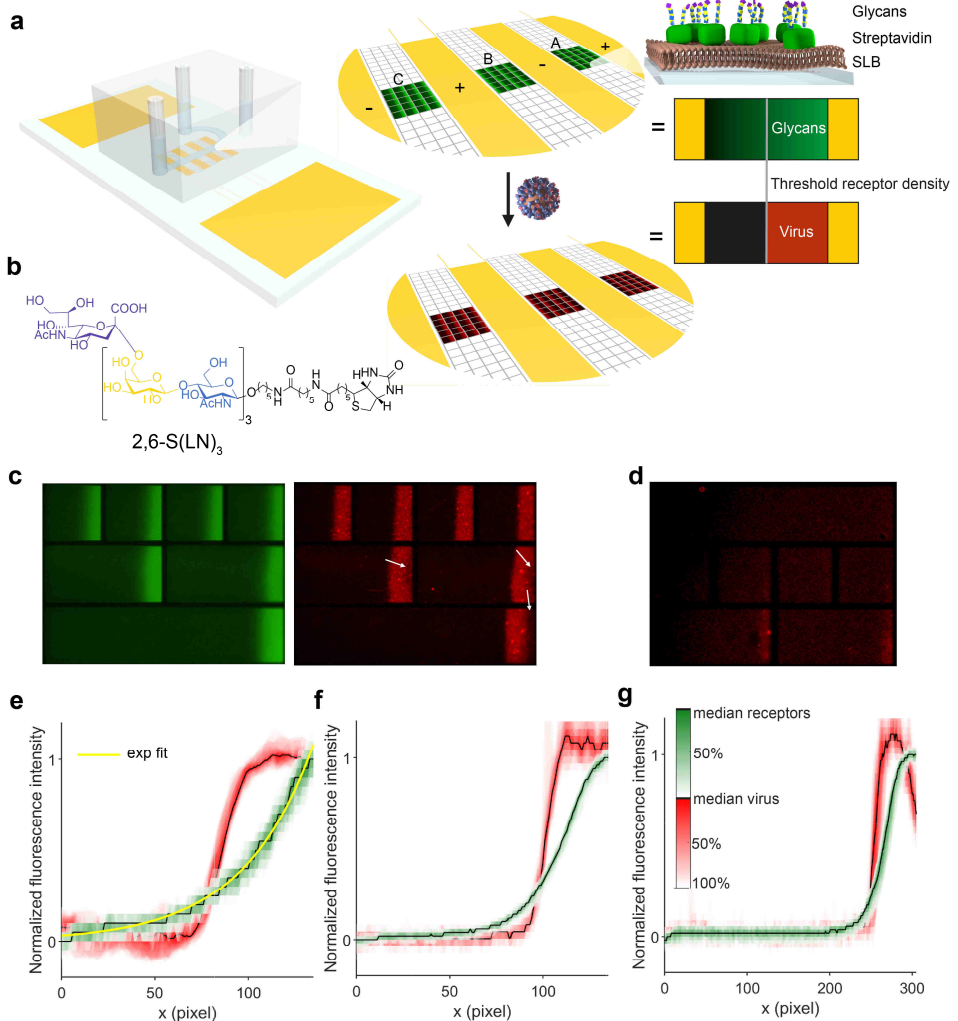 a
Glycans
Streptavidin
SLB
A
B
C
+
-
+
-
=
Glycans
Threshold receptor density
=
Virus
b
HO
OH
COOH
HO
AcHN
HO
O
O
OH
O
HO
HO
O
OH
O
HO
AcHN
O
3
O
5
N
H
O
5
H
N
O
5
S
H
H
HN
NH
O
2,6-S(LN)3
c
d
e
f
g
Normalized fluorescence intensity
1
0
exp fit
0
50
100
x (pixel)
Normalized fluorescence intensity
1
0
0
50
100
x (pixel)
Normalized fluorescence intensity
1
0
median receptors
50%
median virus
50%
100%
0
100
200
300
x (pixel)